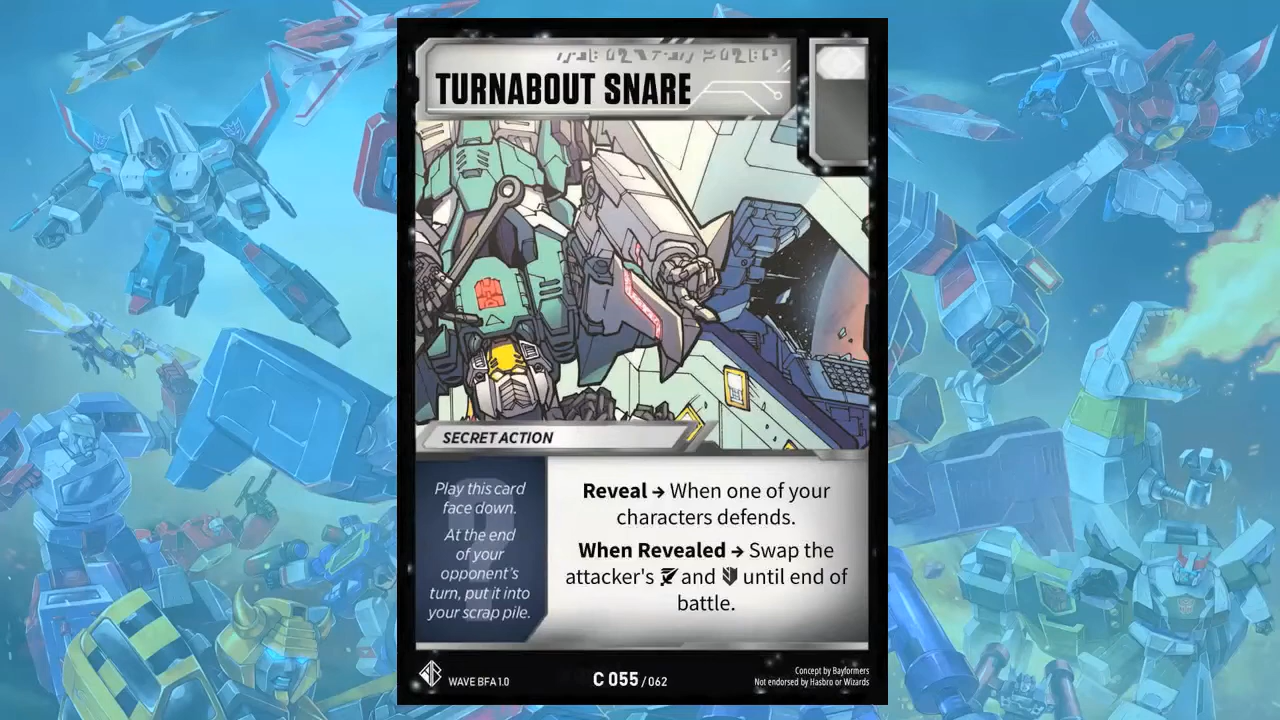 TURNABOUT SNARE
SECRET ACTION
Play this card
face down.
At the end
of your
opponent's
turn, put it into
your scrap pile.
Reveal → When one of your
characters defends.
When Revealed → Swap the
attacker's and until end of
battle.
WAVE BFA 1.0
C 055 / 062
Concept by Bayformers
Not endorsed by Hasbro or Wizards